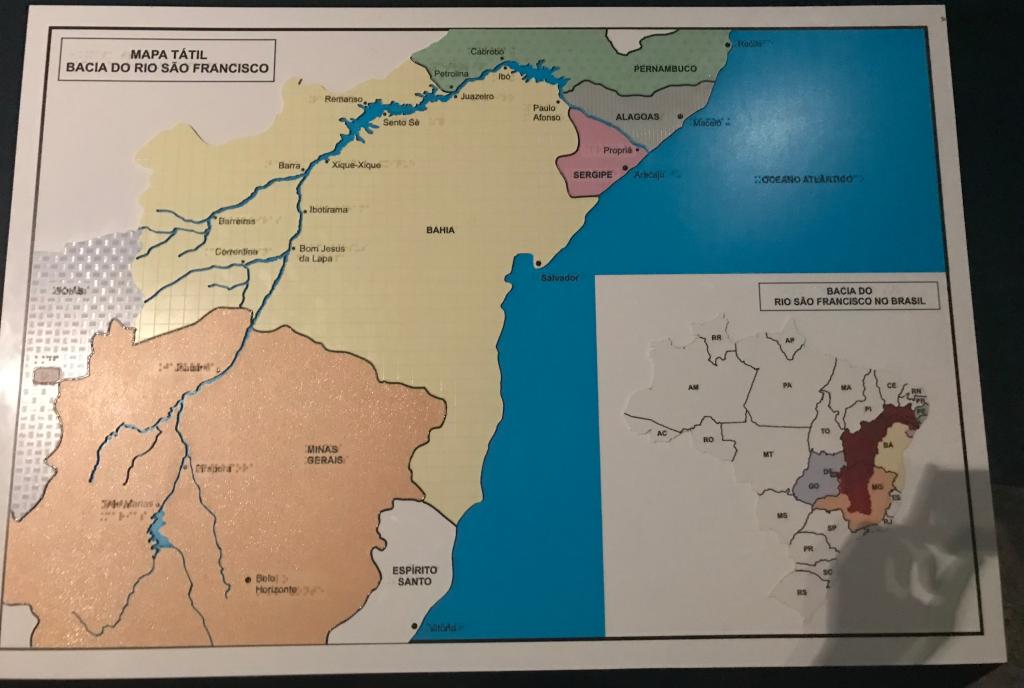 MAPA TÁTIL
BACIA DO RIO SÃO FRANCISCO
Cabrobó
Recife
Ibó
PERNAMBUCO
Petrolina
Juazeiro
Remanso
Sento Sé
Paulo
Afonso
ALAGOAS
Maceió
Propriá
SERGIPE
Aracaju
OCEANO ATLÂNTICO
Barra
Xique-Xique
Ibotirama
Barreiras
BAHIA
Correntina
Bom Jesus
da Lapa
Salvador
GOIÁS
MINAS
GERAIS
Pirapora
Três Marias
Belo
Horizonte
ESPÍRITO
SANTO
Vitória
BACIA DO
RIO SÃO FRANCISCO NO BRASIL
RR
AP
AM
PA
MA
CE
RN
PB
PI
PE
AC
RO
TO
BA
MT
DF
GO
MG
ES
MS
SP
RJ
PR
SC
RS